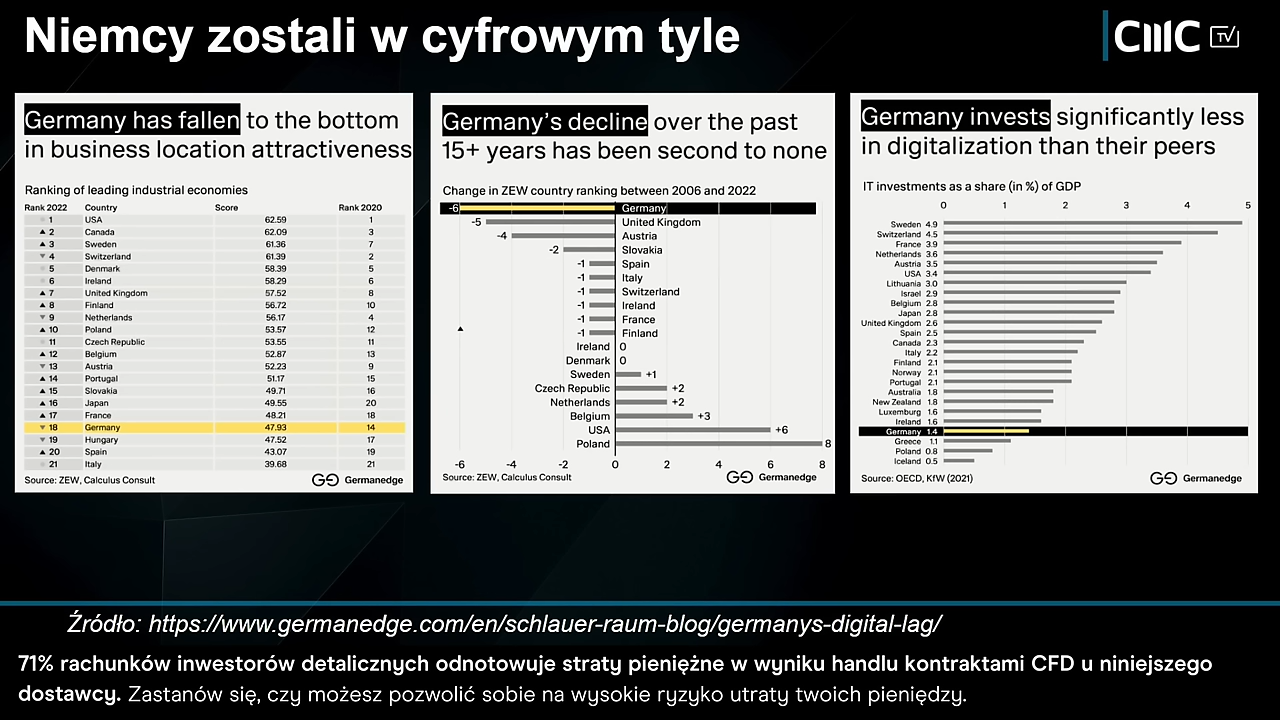 Niemcy zostali w cyfrowym tyle
CMC TV
Germany has fallen to the bottom
in business location attractiveness
Ranking of leading industrial economies
Rank 2022 Country Score Rank 2020
1 USA 62.59 1
▲ 2 Canada 62.09 3
▲ 3 Sweden 61.36 7
▼ 4 Switzerland 61.39 2
5 Denmark 58.39 5
6 Ireland 58.29 6
▲ 7 United Kingdom 57.52 8
▲ 8 Finland 56.72 10
▼ 9 Netherlands 56.17 4
▲ 10 Poland 53.57 12
11 Czech Republic 53.55 11
▲ 12 Belgium 52.87 13
▼ 13 Austria 52.23 9
▲ 14 Portugal 51.17 15
▲ 15 Slovakia 49.71 16
▲ 16 Japan 49.55 20
▲ 17 France 48.21 18
▼ 18 Germany 47.93 14
▼ 19 Hungary 47.52 17
▲ 20 Spain 43.07 19
21 Italy 39.68 21
Source: ZEW, Calculus Consult
Germanedge
Germany's decline over the past
15+ years has been second to none
Change in ZEW country ranking between 2006 and 2022
-6 Germany
-5 United Kingdom
-4 Austria
-2 Slovakia
-1 Spain
-1 Italy
-1 Switzerland
-1 Ireland
-1 France
-1 Finland
Ireland 0
Denmark 0
Sweden +1
Czech Republic +2
Netherlands +2
Belgium +3
USA +6
Poland 8
-6 -4 -2 0 2 4 6 8
Source: ZEW, Calculus Consult
Germanedge
Germany invests significantly less
in digitalization than their peers
IT investments as a share (in %) of GDP
0 1 2 3 4 5
Sweden 4.9
Switzerland 4.5
France 3.9
Netherlands 3.6
Austria 3.5
USA 3.4
Lithuania 3.0
Israel 2.9
Belgium 2.8
Japan 2.8
United Kingdom 2.6
Spain 2.5
Canada 2.3
Italy 2.2
Finland 2.1
Norway 2.1
Portugal 2.1
Australia 1.8
New Zealand 1.8
Luxemburg 1.6
Ireland 1.6
Germany 1.4
Greece 1.1
Poland 0.8
Iceland 0.5
Source: OECD, KfW (2021)
Germanedge
Źródło: https://www.germanedge.com/en/schlauer-raum-blog/germanys-digital-lag/
71% rachunków inwestorów detalicznych odnotowuje straty pieniężne w wyniku handlu kontraktami CFD u niniejszego
dostawcy. Zastanów się, czy możesz pozwolić sobie na wysokie ryzyko utraty twoich pieniędzy.